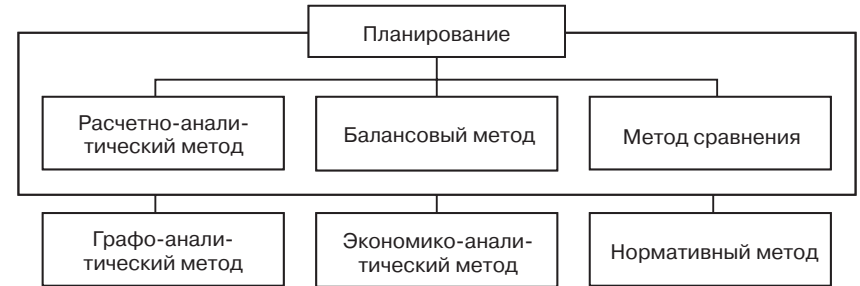 Планирование
Расчетно-анали-
тический метод
Балансовый метод
Метод сравнения
Графо-анали-
тический метод
Экономико-анали-
тический метод
Нормативный метод